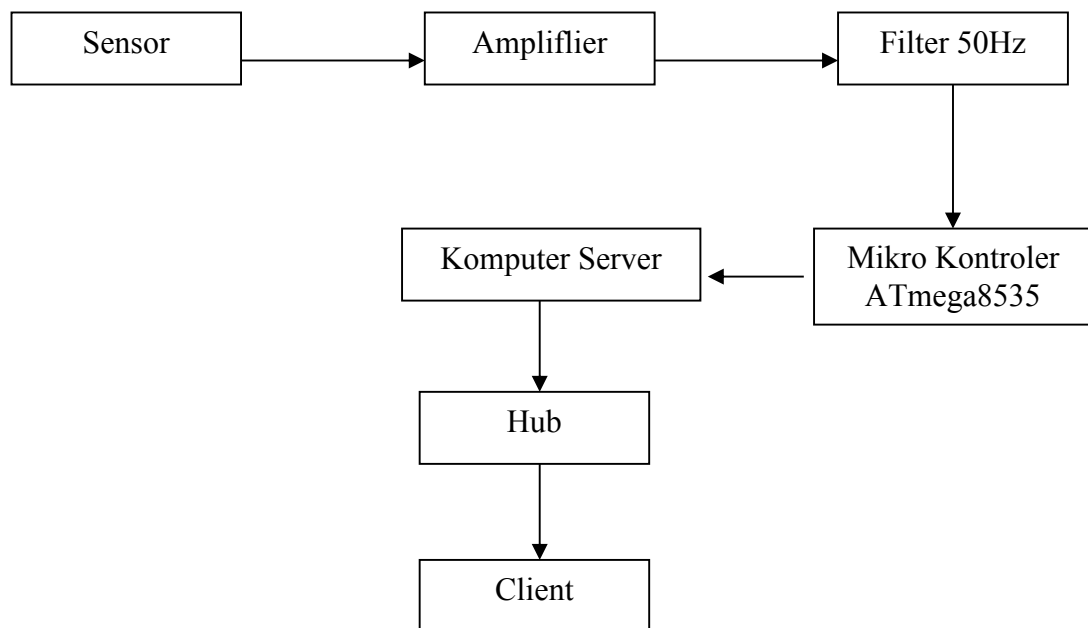 Sensor
Ampliflier
Filter 50Hz
Komputer Server
Mikro Kontroler
ATmega8535
Hub
Client